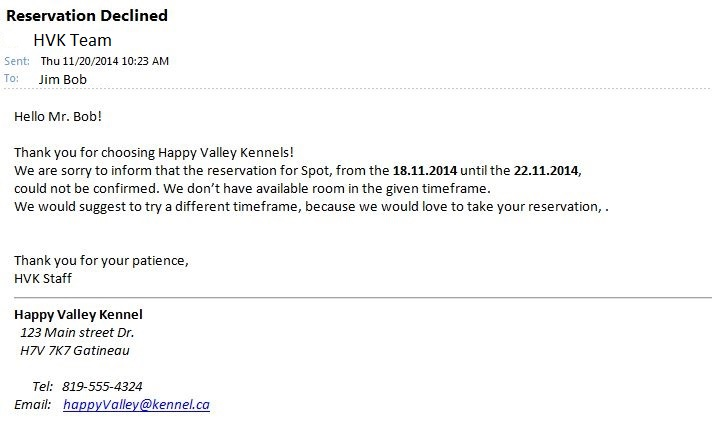 Reservation Declined
HVK Team
Sent: Thu 11/20/2014 10:23 AM
To: Jim Bob
Hello Mr. Bob!
Thank you for choosing Happy Valley Kennels!
We are sorry to inform that the reservation for Spot, from the 18.11.2014 until the 22.11.2014,
could not be confirmed. We don't have available room in the given timeframe.
We would suggest to try a different timeframe, because we would love to take your reservation, .
Thank you for your patience,
HVK Staff
Happy Valley Kennel
123 Main street Dr.
H7V 7K7 Gatineau
Tel: 819-555-4324
Email: happyValley@kennel.ca